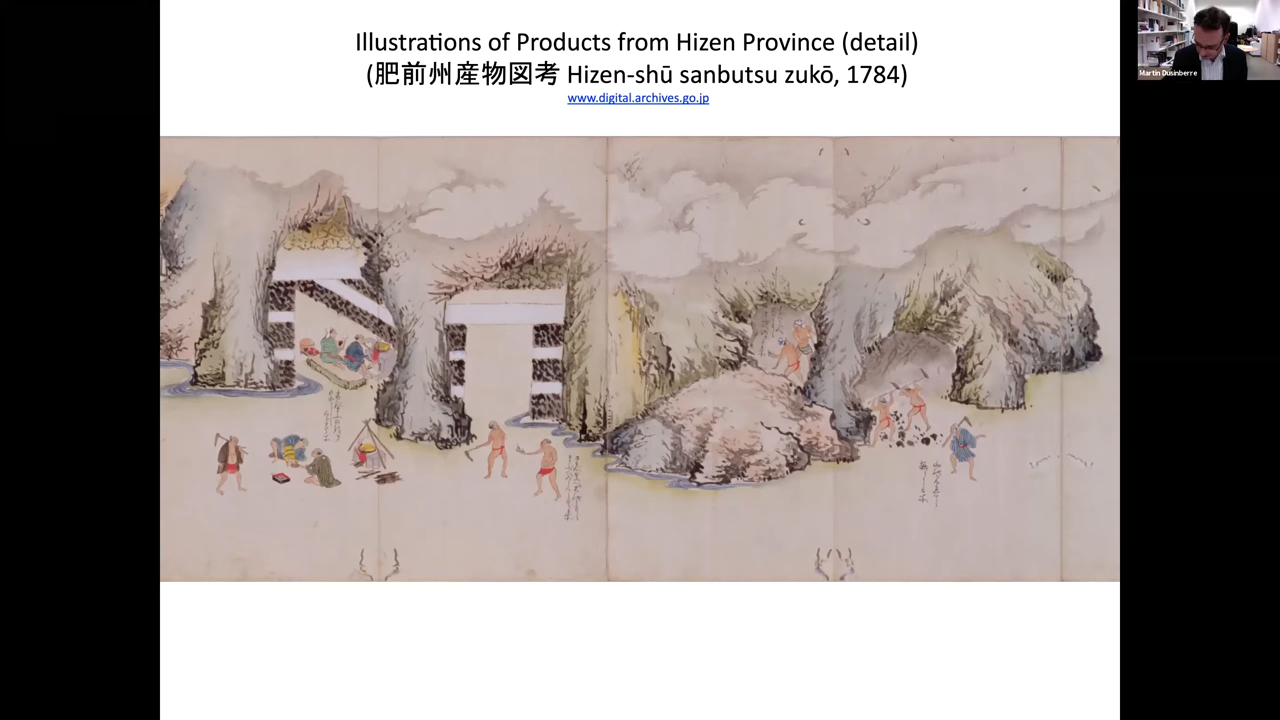 Illustrations of Products from Hizen Province (detail)
(肥前州産物図考 Hizen-shū sanbutsu zukō, 1784)
www.digital.archives.go.jp
Martin Dusinberre